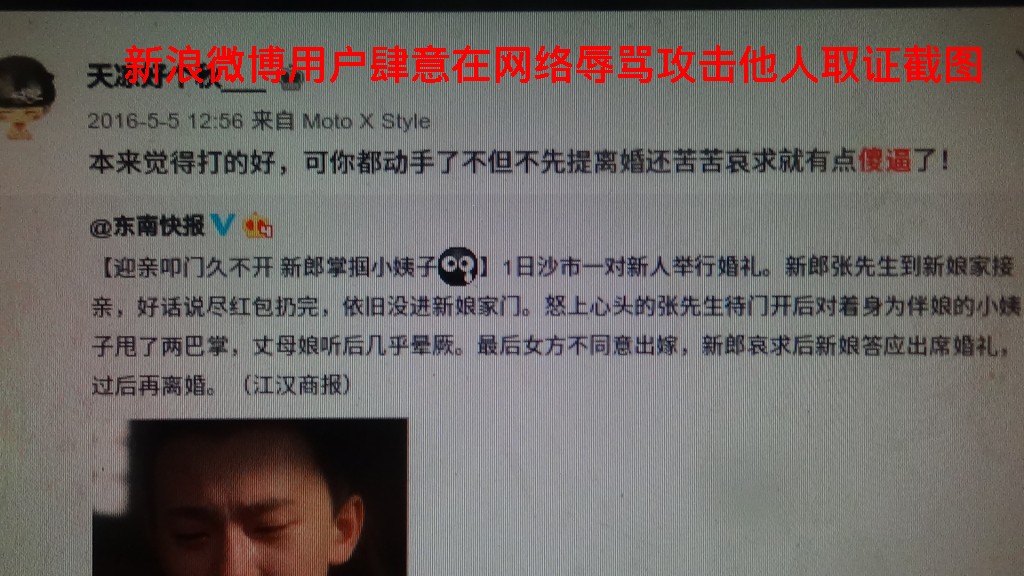 新浪微博用户肆意在网络辱骂攻击他人取证截图
天凉好个秋___
2016-5-5 12:56 来自 Moto X Style
本来觉得打的好，可你都动手了不但不先提离婚还苦苦哀求就有点傻逼了！
@东南快报
【迎亲叩门久不开 新郎掌掴小姨子】1日沙市一对新人举行婚礼。新郎张先生到新娘家接
亲，好话说尽红包扔完，依旧没进新娘家门。怒上心头的张先生待门开后对着身为伴娘的小姨
子甩了两巴掌，丈母娘听后几乎晕厥。最后女方不同意出嫁，新郎哀求后新娘答应出席婚礼，
过后再离婚。（江汉商报）